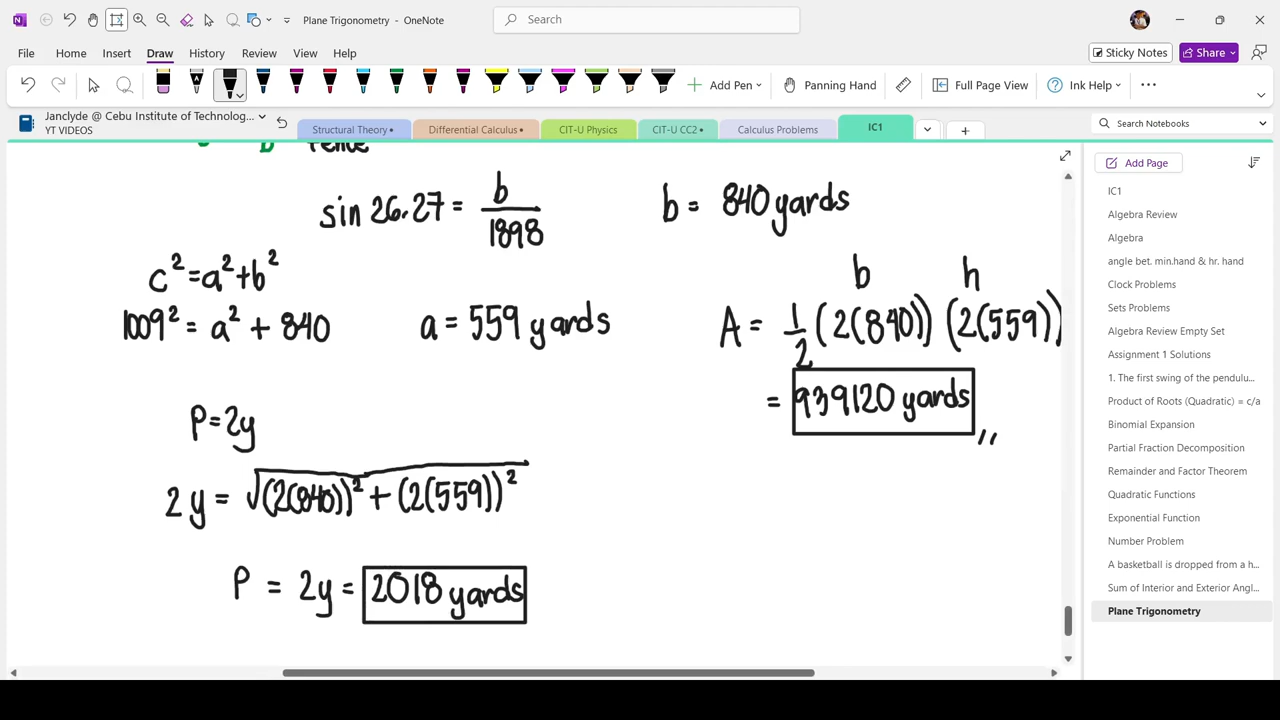 Plane Trigonometry - OneNote
Search
File Home Insert Draw History Review View Help
Sticky Notes Share
Add Pen Panning Hand Full Page View Ink Help
Janclyde @ Cebu Institute of Technolog...
YT VIDEOS
Structural Theory Differential Calculus CIT-U Physics CIT-U CC2 Calculus Problems IC1
Search Notebooks
Add Page
IC1
Algebra Review
Algebra
angle bet. min.hand & hr. hand
Clock Problems
Sets Problems
Algebra Review Empty Set
Assignment 1 Solutions
1. The first swing of the pendulu...
Product of Roots (Quadratic) = c/a
Binomial Expansion
Partial Fraction Decomposition
Remainder and Factor Theorem
Quadratic Functions
Exponential Function
Number Problem
A baseball is dropped from a h...
Sum of Interior and Exterior Angl...
Plane Trigonometry
fence
sin 26.27 = b/1898
b = 840 yards
c² = a² + b²
1009² = a² + 840
a = 559 yards
b h
A = 1/2 (2(840)) (2(559))
= 939120 yards
P = 2y
2y = √(2(840))² + (2(559))²
P = 2y = 2018 yards